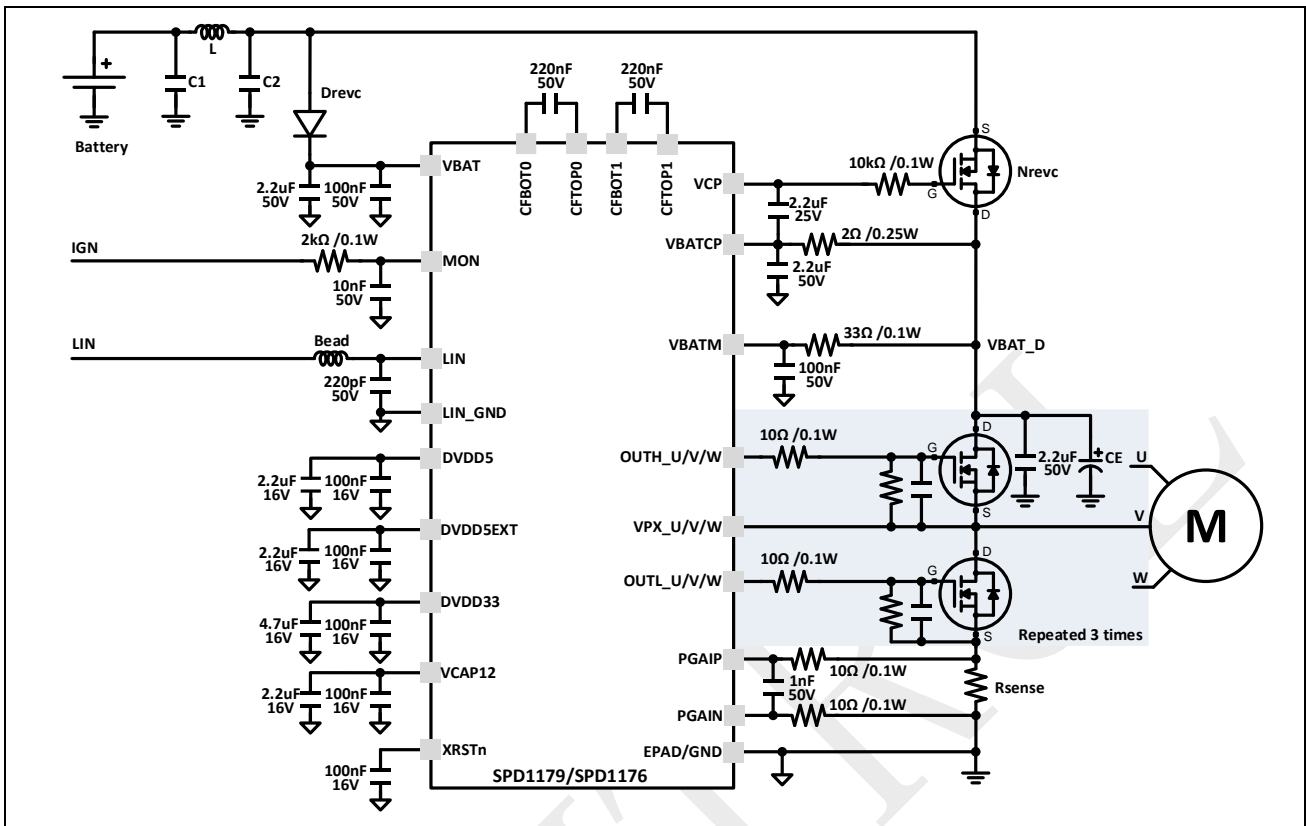 L
C1
C2
+
Battery
Drevc
220nF
50V
220nF
50V
CFBOT0
CFTOP0
CFBOT1
CFTOP1
VBAT
2.2uF
50V
100nF
50V
IGN
2kΩ /0.1W
MON
10nF
50V
LIN
Bead
LIN
220pF
50V
LIN_GND
DVDD5
2.2uF
16V
100nF
16V
DVDD5EXT
2.2uF
16V
100nF
16V
DVDD33
4.7uF
16V
100nF
16V
VCAP12
2.2uF
16V
100nF
16V
XRSTn
100nF
16V
SPD1179/SPD1176
VCP
10kΩ /0.1W
S
G
D
Nrevc
2.2uF
25V
VBATCP
2Ω /0.25W
2.2uF
50V
VBATM
33Ω /0.1W
VBAT_D
100nF
50V
OUTH_U/V/W
10Ω /0.1W
D
G
S
2.2uF
50V
+
CE
U
V
W
M
VPX_U/V/W
OUTL_U/V/W
10Ω /0.1W
D
G
S
Repeated 3 times
PGAIP
10Ω /0.1W
1nF
50V
Rsense
PGAIN
10Ω /0.1W
EPAD/GND